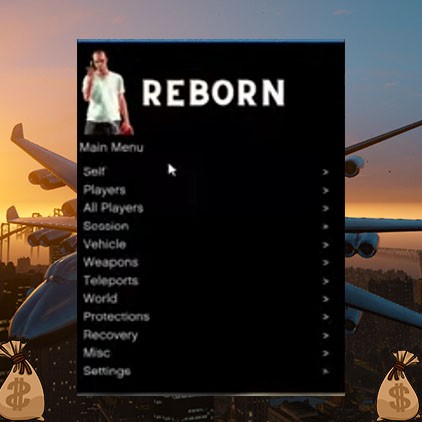 REBORN
Main Menu
Self >
Players >
All Players >
Session >
Vehicle >
Weapons >
Teleports >
World >
Protections >
Recovery >
Misc >
Settings >
$
$